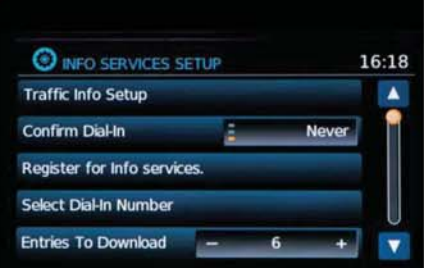 INFO SERVICES SETUP 16:18
Traffic Info Setup
Confirm Dial-In Never
Register for Info services.
Select Dial-In Number
Entries To Download – 6 +